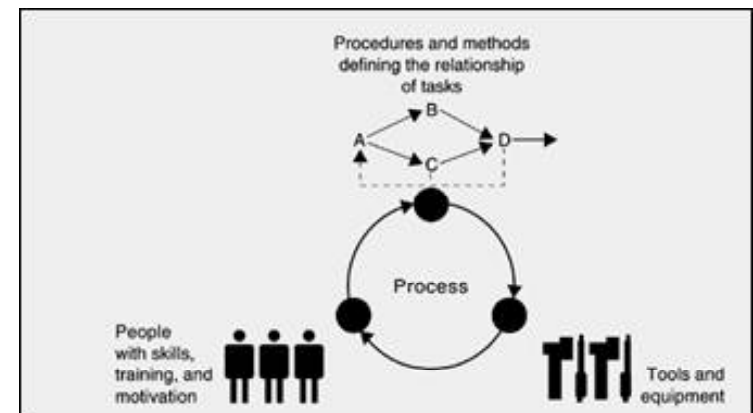 Procedures and methods
defining the relationship
of tasks
B
A
D
C
Process
People
with skills,
training, and
motivation
Tools and
equipment